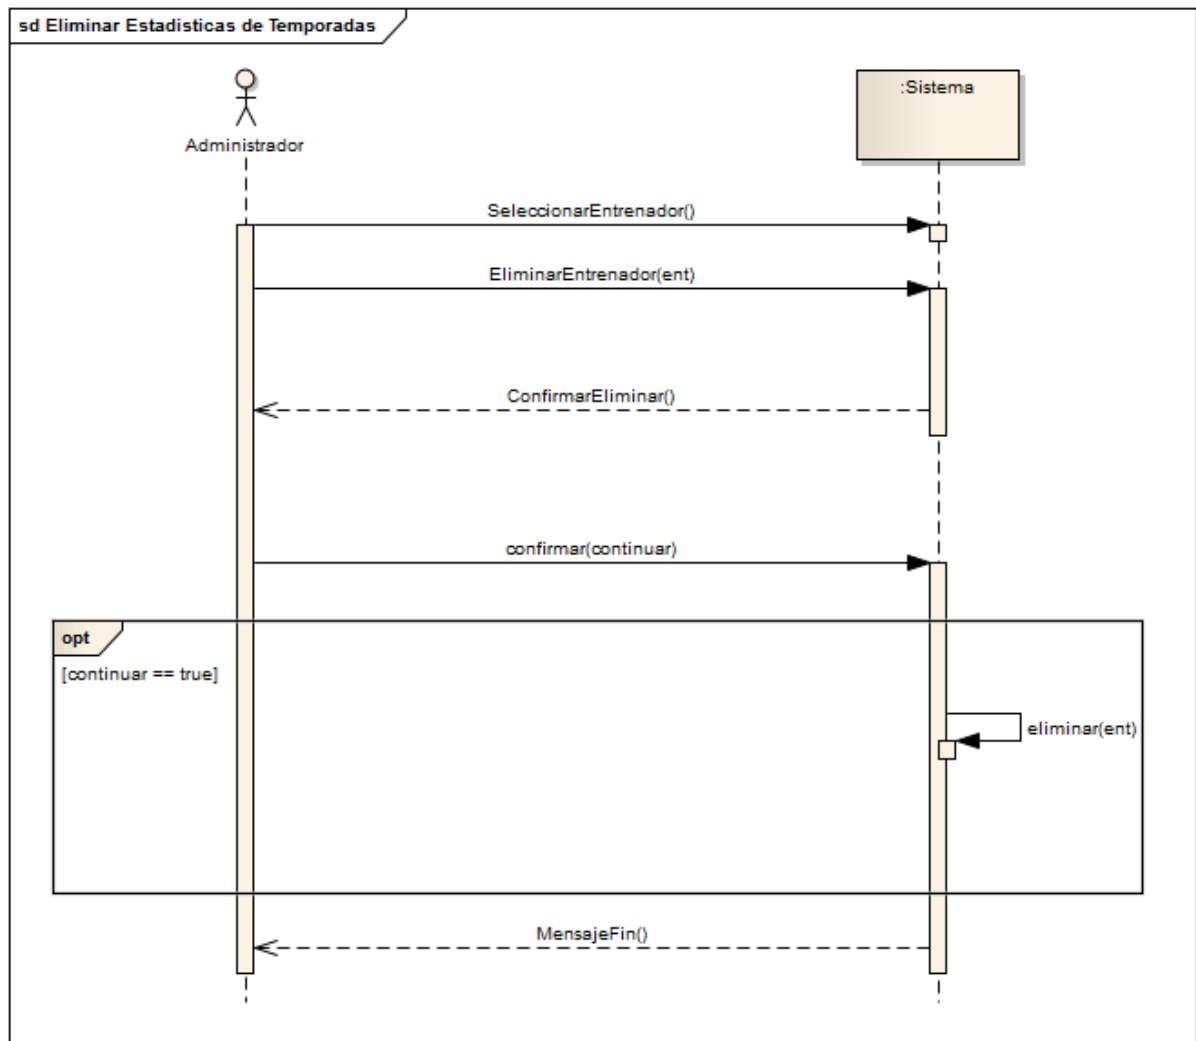 sd Eliminar Estadisticas de Temporadas
:Sistema
Administrador
SeleccionarEntrenador()
EliminarEntrenador(ent)
ConfirmarEliminar()
confirmar(continuar)
opt
[continuar == true]
eliminar(ent)
MensajeFin()